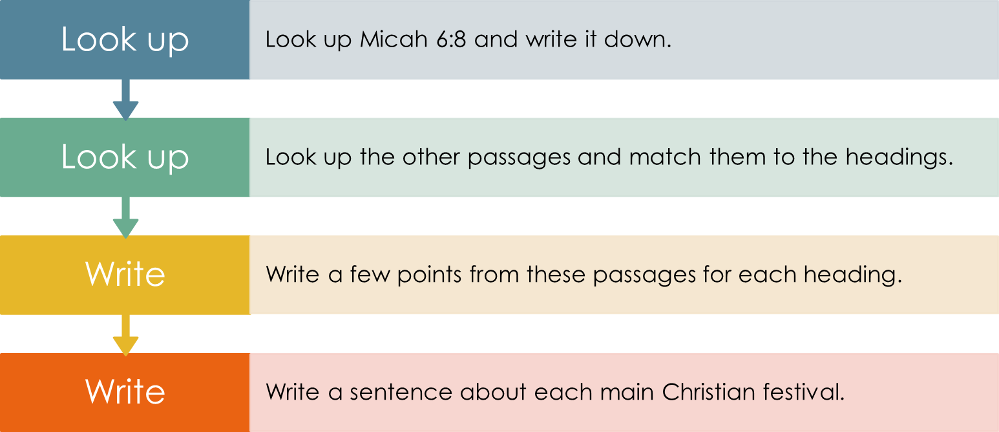 Look up
Look up Micah 6:8 and write it down.
Look up
Look up the other passages and match them to the headings.
Write
Write a few points from these passages for each heading.
Write
Write a sentence about each main Christian festival.